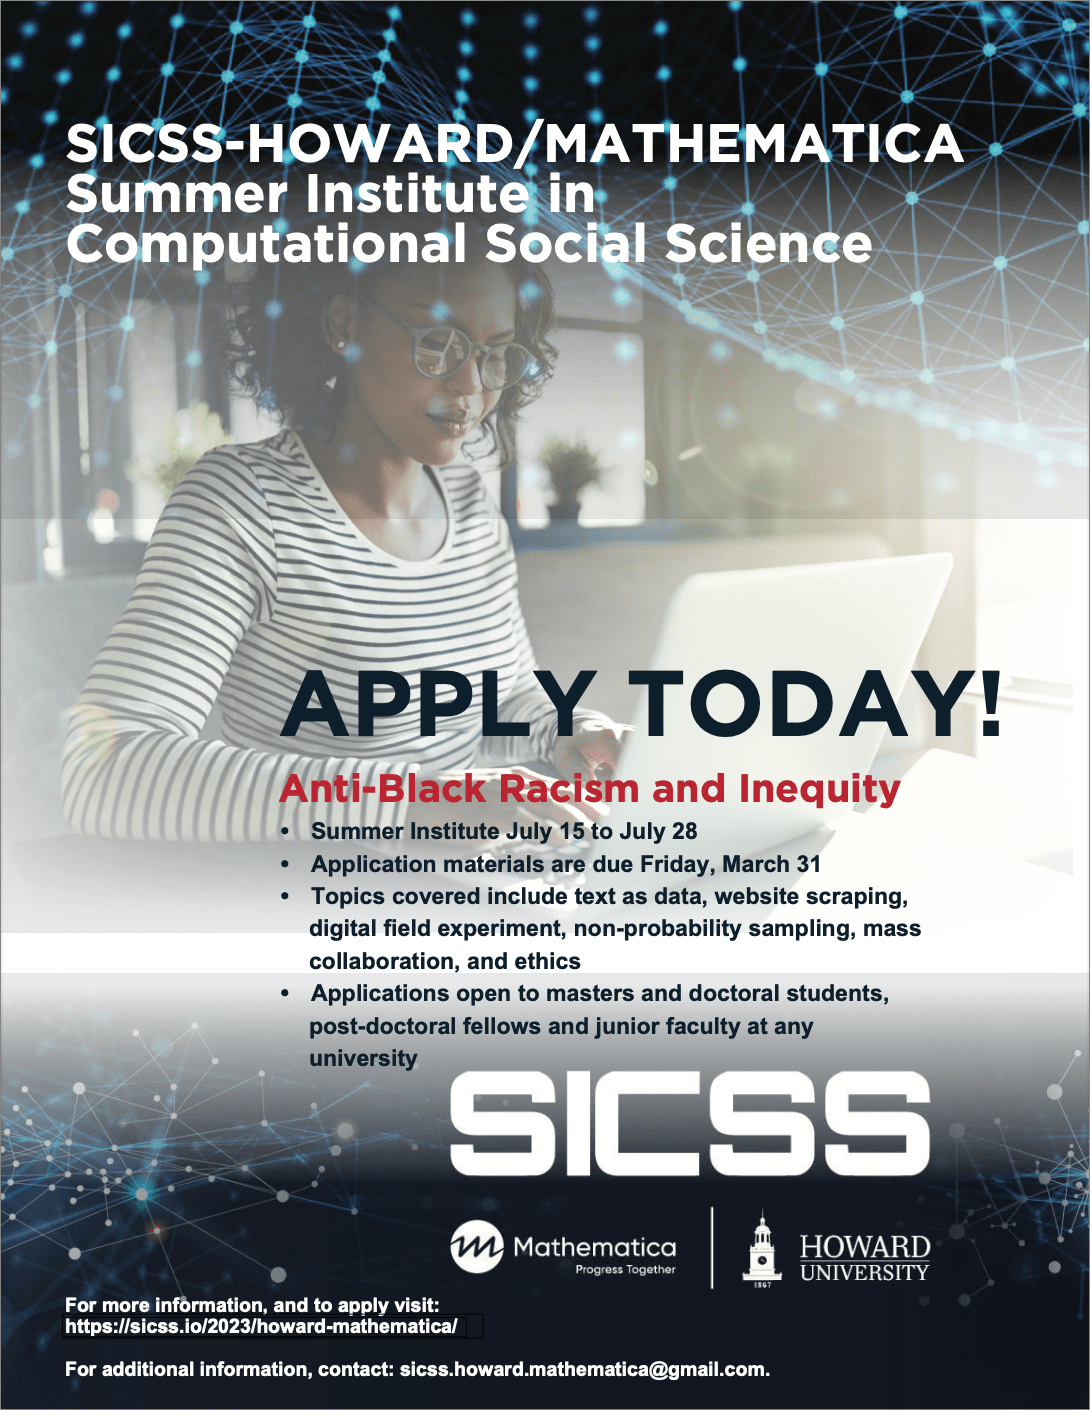 SICSS-HOWARD/MATHEMATICA
Summer Institute in
Computational Social Science
APPLY TODAY!
Anti-Black Racism and Inequity
• Summer Institute July 15 to July 28
• Application materials are due Friday, March 31
• Topics covered include text as data, website scraping,
digital field experiment, non-probability sampling, mass
collaboration, and ethics
• Applications open to masters and doctoral students,
post-doctoral fellows and junior faculty at any
university
SICSS
Mathematica
Progress Together
1867
HOWARD
UNIVERSITY
For more information, and to apply visit:
https://sicss.io/2023/howard-mathematica/
For additional information, contact: sicss.howard.mathematica@gmail.com.